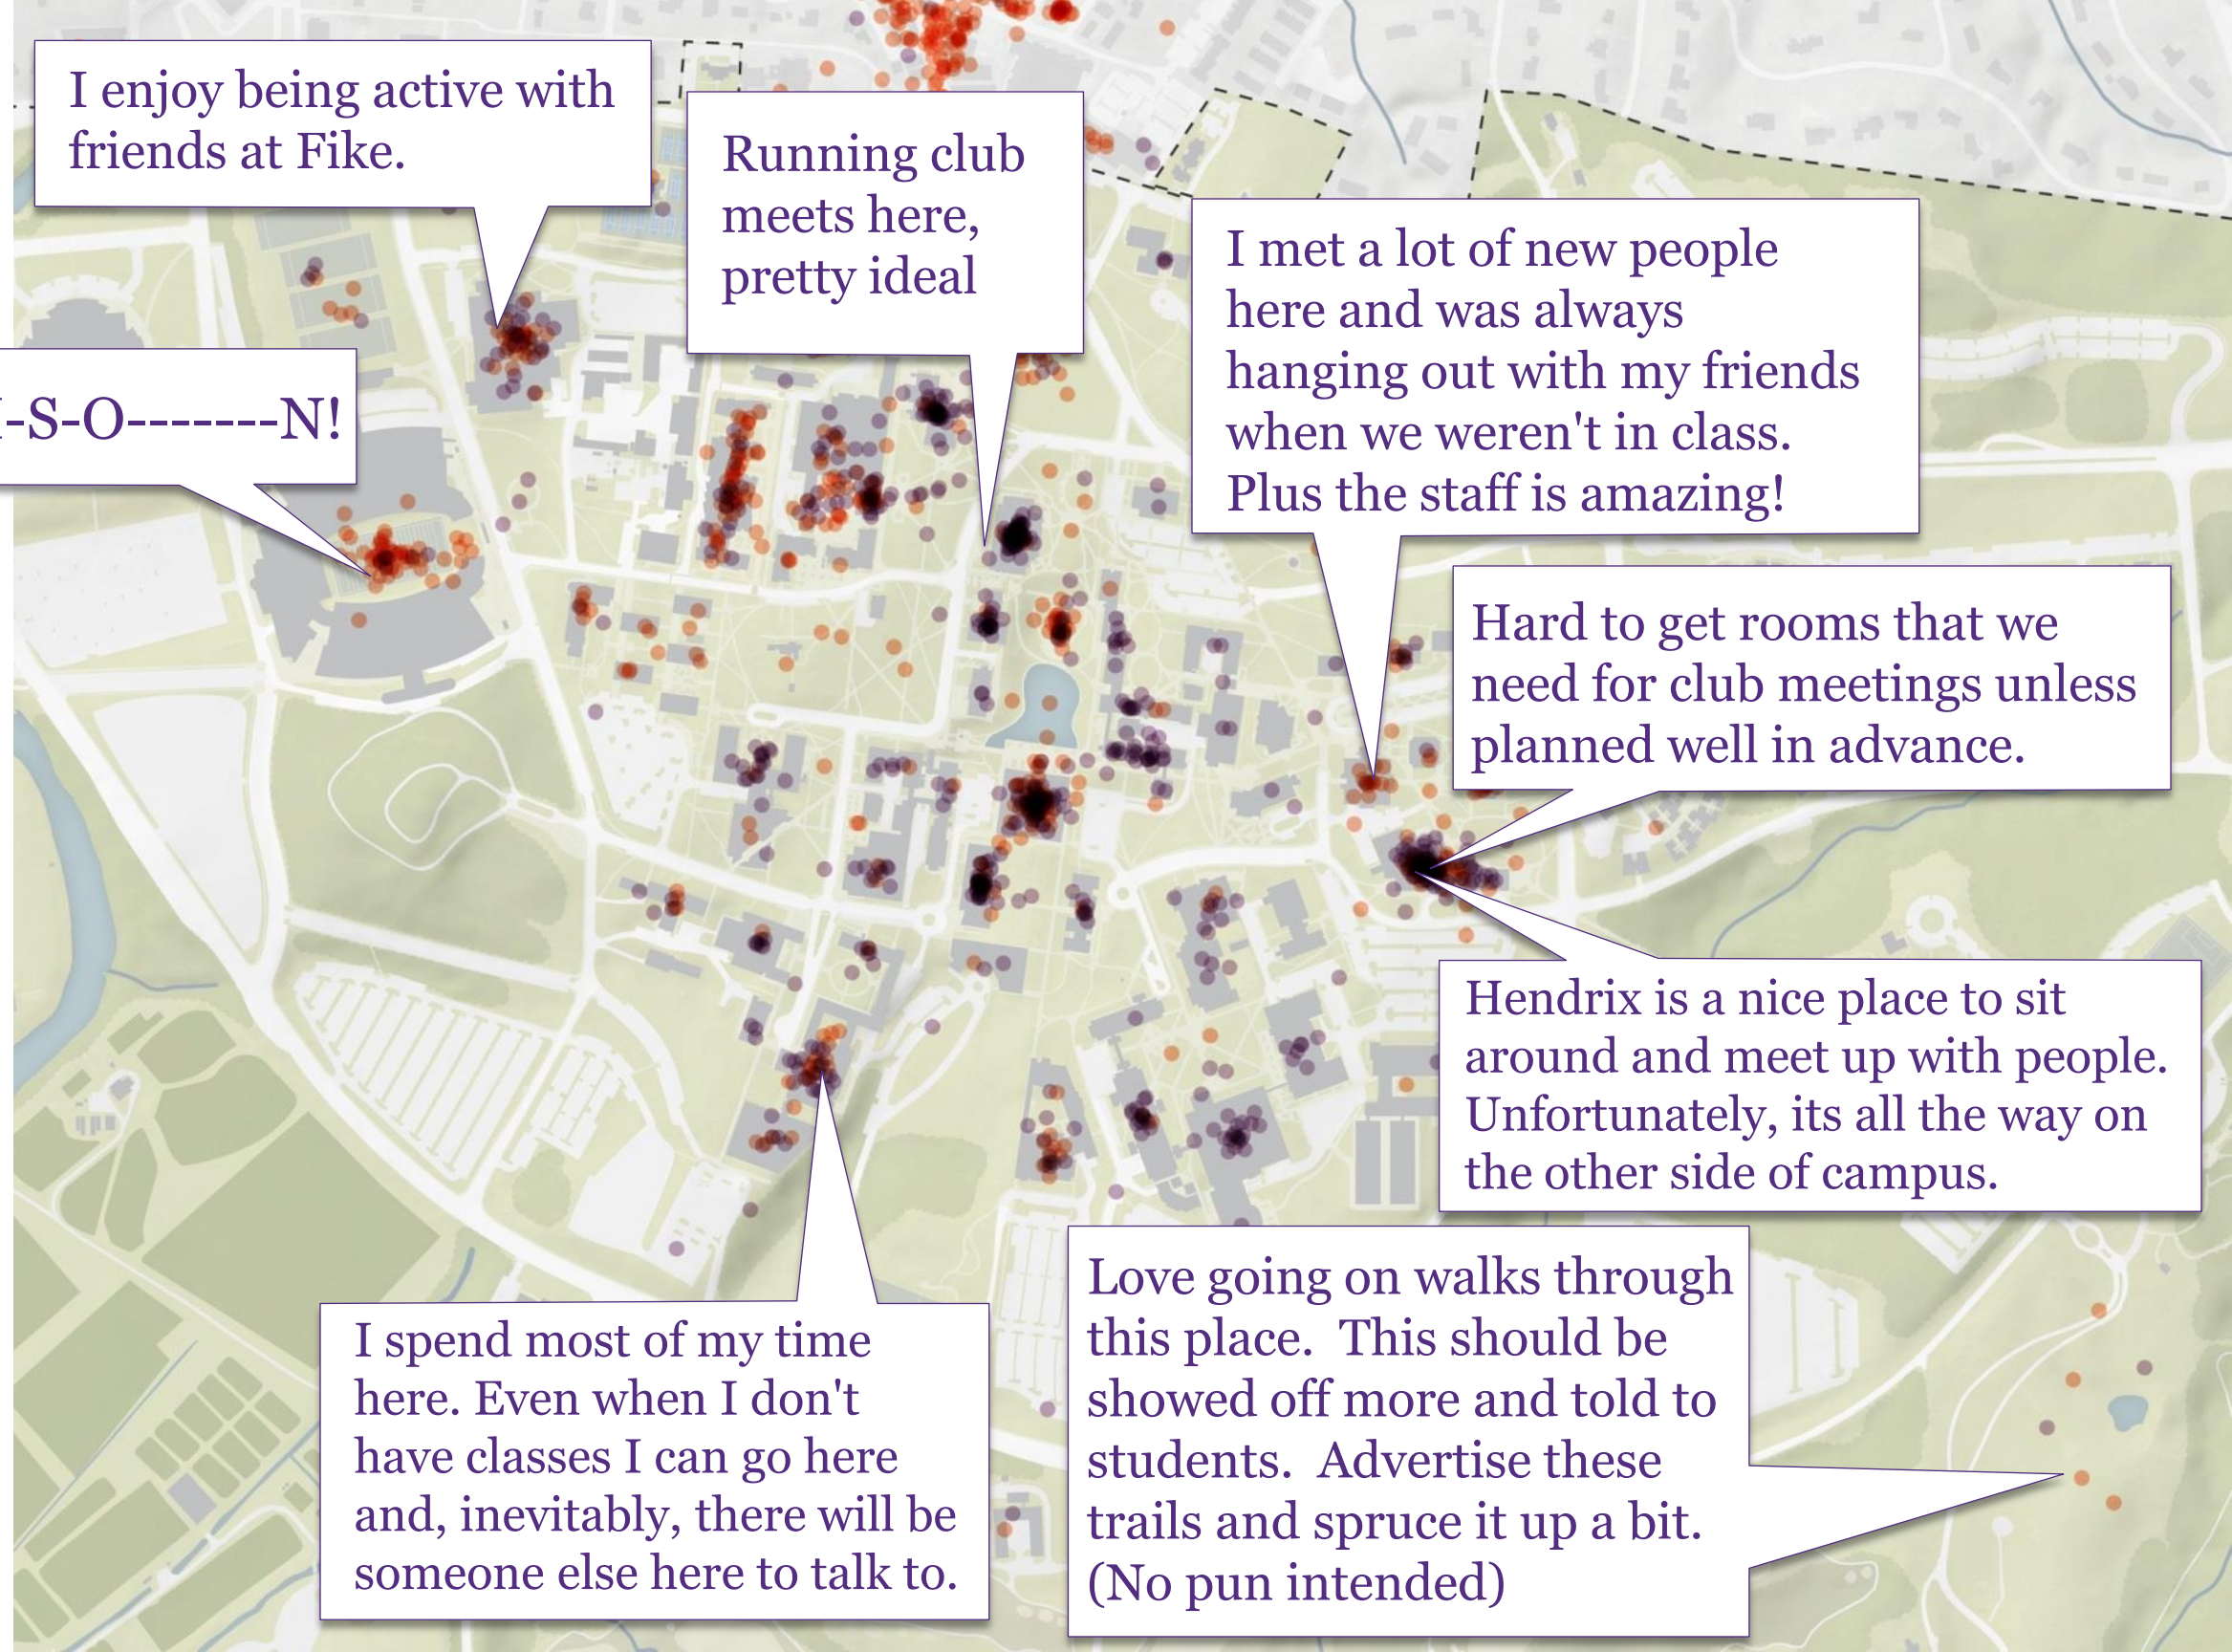 I enjoy being active with
friends at Fike.
Running club
meets here,
pretty ideal
I met a lot of new people
here and was always
hanging out with my friends
when we weren't in class.
Plus the staff is amazing!
-S-O-------N!
Hard to get rooms that we
need for club meetings unless
planned well in advance.
Hendrix is a nice place to sit
around and meet up with people.
Unfortunately, its all the way on
the other side of campus.
I spend most of my time
here. Even when I don't
have classes I can go here
and, inevitably, there will be
someone else here to talk to.
Love going on walks through
this place. This should be
showed off more and told to
students. Advertise these
trails and spruce it up a bit.
(No pun intended)